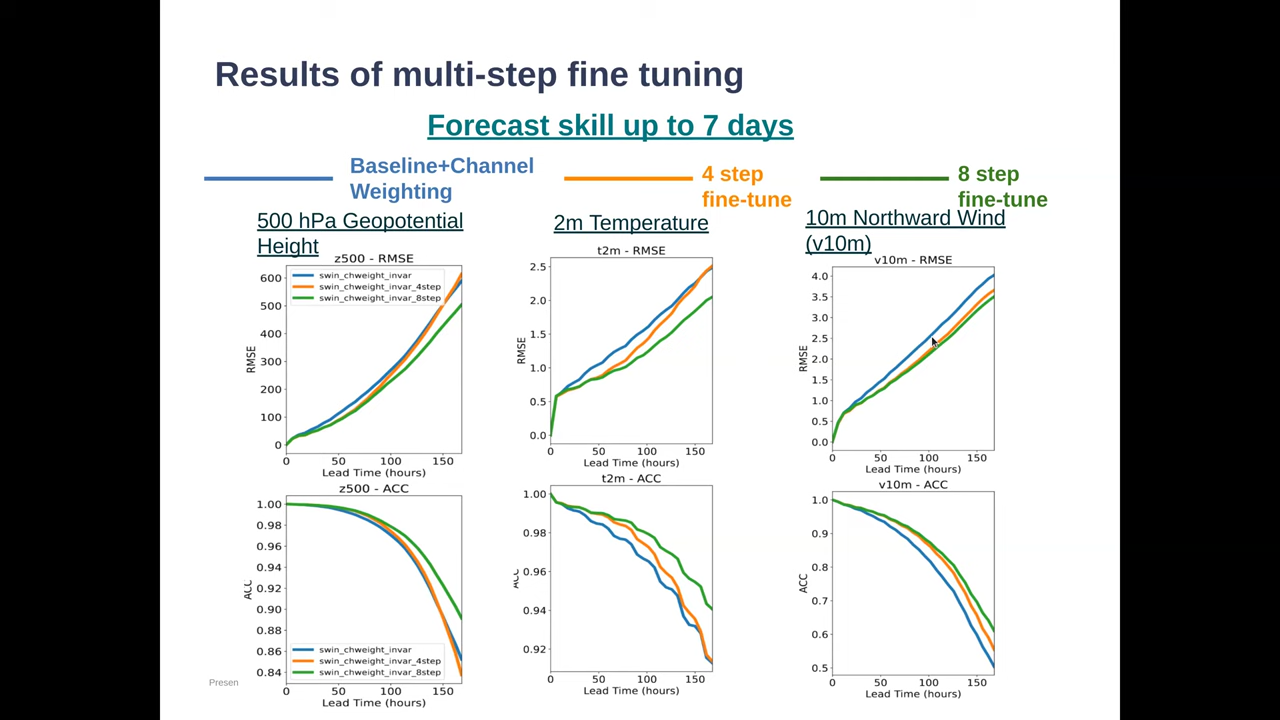 Results of multi-step fine tuning
Forecast skill up to 7 days
Baseline+Channel
Weighting
4 step
fine-tune
8 step
fine-tune
500 hPa Geopotential
Height
2m Temperature
10m Northward Wind
(v10m)
z500 - RMSE
600
500
400
300
200
100
0
RMSE
swin_chweight_invar
swin_chweight_invar_4step
swin_chweight_invar_8step
0 50 100 150
Lead Time (hours)
t2m - RMSE
2.5
2.0
1.5
1.0
0.5
0.0
RMSE
0 50 100 150
Lead Time (hours)
v10m - RMSE
4.0
3.5
3.0
2.5
2.0
1.5
1.0
0.5
0.0
RMSE
0 50 100 150
Lead Time (hours)
z500 - ACC
1.00
0.98
0.96
0.94
0.92
0.90
0.88
0.86
0.84
ACC
swin_chweight_invar
swin_chweight_invar_4step
swin_chweight_invar_8step
0 50 100 150
Lead Time (hours)
t2m - ACC
1.00
0.98
0.96
0.94
0.92
ACC
0 50 100 150
Lead Time (hours)
v10m - ACC
1.0
0.9
0.8
0.7
0.6
0.5
ACC
0 50 100 150
Lead Time (hours)
Presen